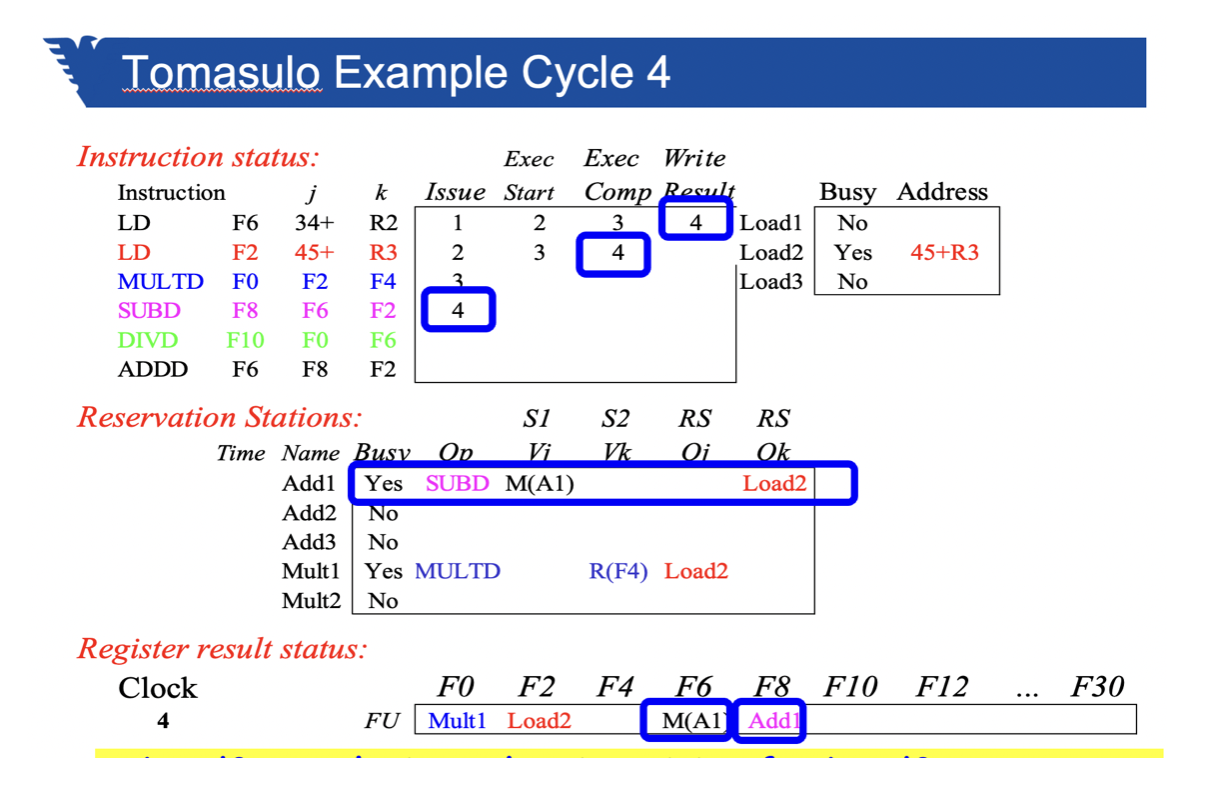 Tomasulo Example Cycle 4
Instruction status: Exec Exec Write
Instruction j k Issue Start Comp Result Busy Address
LD F6 34+ R2 1 2 3 4 Load1 No
LD F2 45+ R3 2 3 4 Load2 Yes 45+R3
MULTD F0 F2 F4 3 Load3 No
SUBD F8 F6 F2 4
DIVD F10 F0 F6
ADDD F6 F8 F2
Reservation Stations: S1 S2 RS RS
Time Name Busy Op Vj Vk Qj Qk
Add1 Yes SUBD M(A1) Load2
Add2 No
Add3 No
Mult1 Yes MULTD R(F4) Load2
Mult2 No
Register result status:
Clock F0 F2 F4 F6 F8 F10 F12 ... F30
4 FU Mult1 Load2 M(A1) Add1